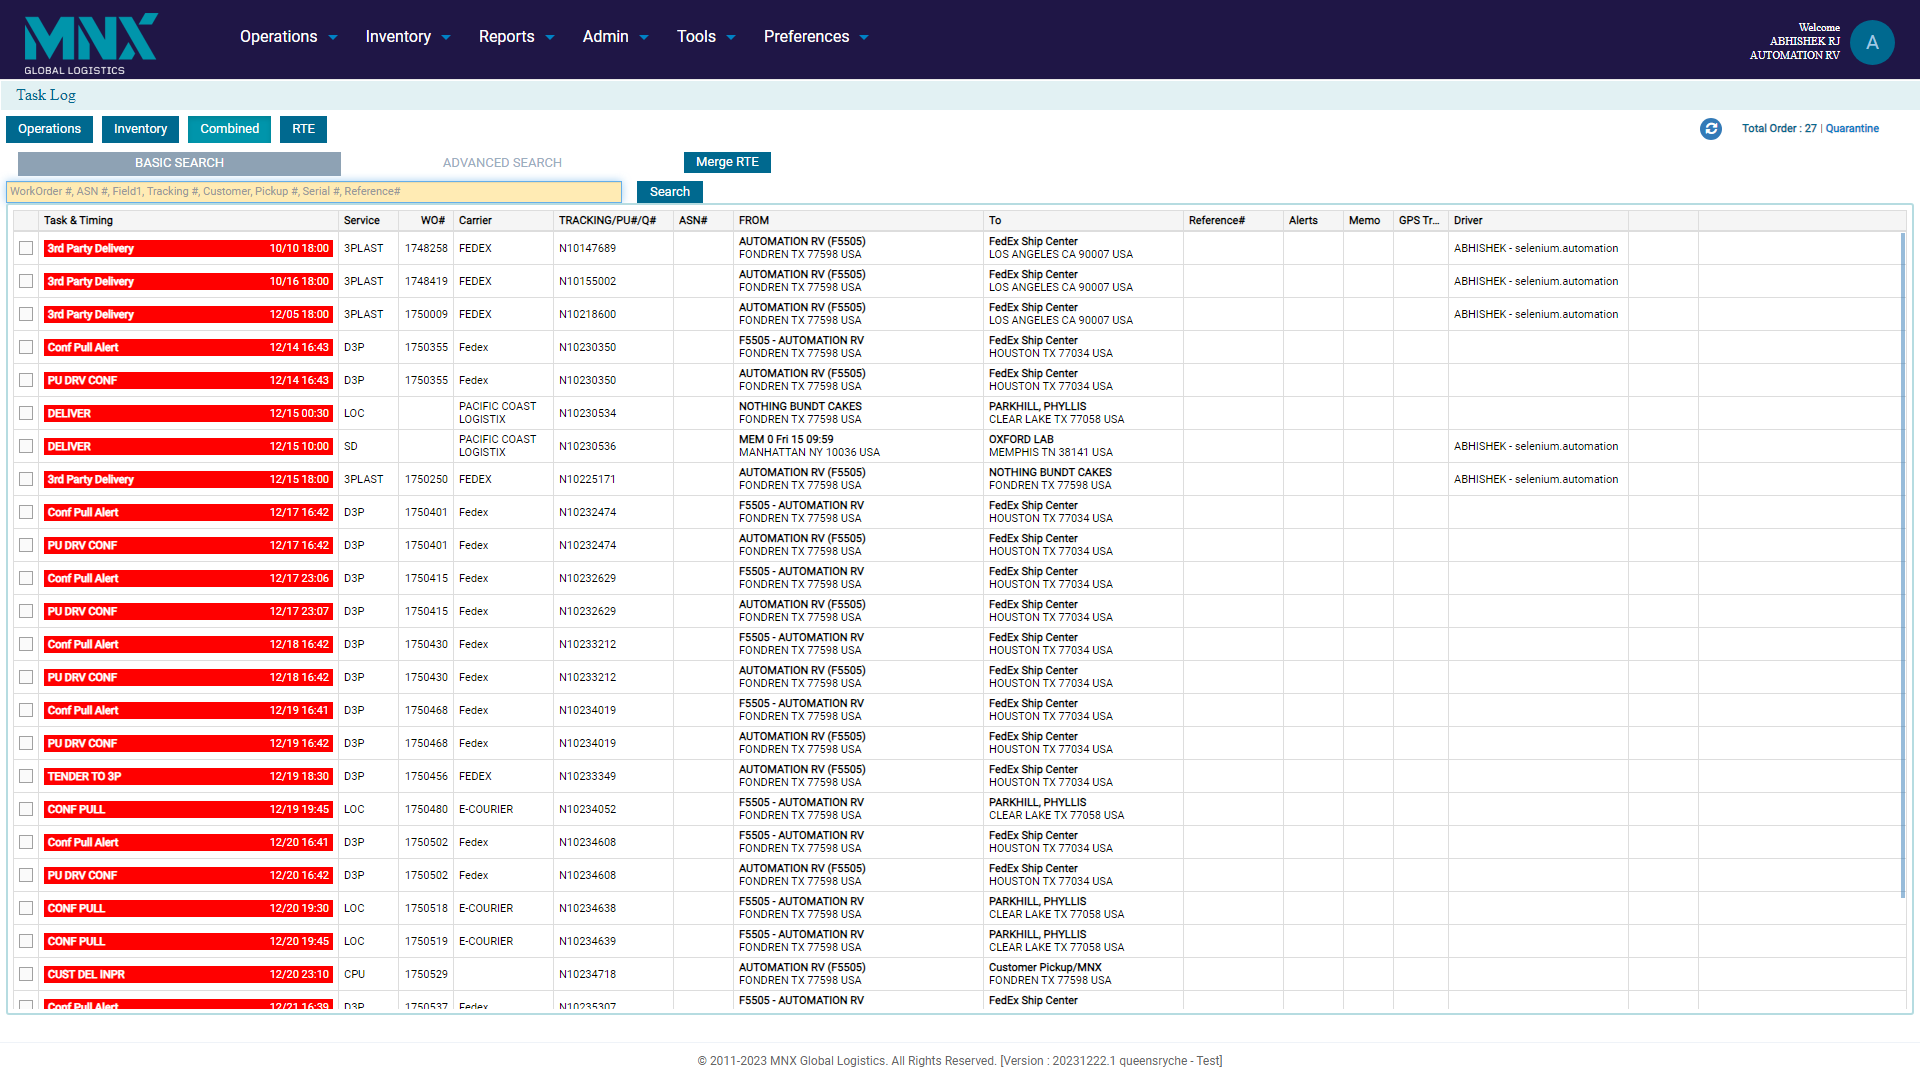 MNX
GLOBAL LOGISTICS
Operations Inventory Reports Admin Tools Preferences
Welcome
ABHISHEK RJ
AUTOMATION RV
A
Task Log
Operations Inventory Combined RTE
Total Order : 27 | Quarantine
BASIC SEARCH ADVANCED SEARCH Merge RTE
WorkOrder #, ASN #, Field1, Tracking #, Customer, Pickup #, Serial #, Reference# Search
Task & Timing Service WO# Carrier TRACKING/PU#/Q# ASN# FROM To Reference# Alerts Memo GPS Tr... Driver
3rd Party Delivery 10/10 18:00 3PLAST 1748258 FEDEX N10147689 AUTOMATION RV (F5505) FedEx Ship Center ABHISHEK - selenium.automation
FONDREN TX 77598 USA LOS ANGELES CA 90007 USA
3rd Party Delivery 10/16 18:00 3PLAST 1748419 FEDEX N10155002 AUTOMATION RV (F5505) FedEx Ship Center ABHISHEK - selenium.automation
FONDREN TX 77598 USA LOS ANGELES CA 90007 USA
3rd Party Delivery 12/05 18:00 3PLAST 1750009 FEDEX N10218600 AUTOMATION RV (F5505) FedEx Ship Center ABHISHEK - selenium.automation
FONDREN TX 77598 USA LOS ANGELES CA 90007 USA
Conf Pull Alert 12/14 16:43 D3P 1750355 Fedex N10230350 F5505 - AUTOMATION RV FedEx Ship Center
FONDREN TX 77598 USA HOUSTON TX 77034 USA
PU DRV CONF 12/14 16:43 D3P 1750355 Fedex N10230350 AUTOMATION RV (F5505) FedEx Ship Center
FONDREN TX 77598 USA HOUSTON TX 77034 USA
DELIVER 12/15 00:30 LOC PACIFIC COAST N10230534 NOTHING BUNDT CAKES PARKHILL, PHYLLIS
LOGISTIX FONDREN TX 77598 USA CLEAR LAKE TX 77058 USA
DELIVER 12/15 10:00 SD PACIFIC COAST N10230536 MEM 0 Fri 15 09:59 OXFORD LAB ABHISHEK - selenium.automation
LOGISTIX MANHATTAN NY 10036 USA MEMPHIS TN 38141 USA
3rd Party Delivery 12/15 18:00 3PLAST 1750250 FEDEX N10225171 AUTOMATION RV (F5505) NOTHING BUNDT CAKES ABHISHEK - selenium.automation
FONDREN TX 77598 USA FONDREN TX 77598 USA
Conf Pull Alert 12/17 16:42 D3P 1750401 Fedex N10232474 F5505 - AUTOMATION RV FedEx Ship Center
FONDREN TX 77598 USA HOUSTON TX 77034 USA
PU DRV CONF 12/17 16:42 D3P 1750401 Fedex N10232474 AUTOMATION RV (F5505) FedEx Ship Center
FONDREN TX 77598 USA HOUSTON TX 77034 USA
Conf Pull Alert 12/17 23:06 D3P 1750415 Fedex N10232629 F5505 - AUTOMATION RV FedEx Ship Center
FONDREN TX 77598 USA HOUSTON TX 77034 USA
PU DRV CONF 12/17 23:07 D3P 1750415 Fedex N10232629 AUTOMATION RV (F5505) FedEx Ship Center
FONDREN TX 77598 USA HOUSTON TX 77034 USA
Conf Pull Alert 12/18 16:42 D3P 1750430 Fedex N10233212 F5505 - AUTOMATION RV FedEx Ship Center
FONDREN TX 77598 USA HOUSTON TX 77034 USA
PU DRV CONF 12/18 16:42 D3P 1750430 Fedex N10233212 AUTOMATION RV (F5505) FedEx Ship Center
FONDREN TX 77598 USA HOUSTON TX 77034 USA
Conf Pull Alert 12/19 16:41 D3P 1750468 Fedex N10234019 F5505 - AUTOMATION RV FedEx Ship Center
FONDREN TX 77598 USA HOUSTON TX 77034 USA
PU DRV CONF 12/19 16:42 D3P 1750468 Fedex N10234019 AUTOMATION RV (F5505) FedEx Ship Center
FONDREN TX 77598 USA HOUSTON TX 77034 USA
TENDER TO 3P 12/19 18:30 D3P 1750456 FEDEX N10233349 AUTOMATION RV (F5505) FedEx Ship Center
FONDREN TX 77598 USA HOUSTON TX 77034 USA
CONF PULL 12/19 19:45 LOC 1750480 E-COURIER N10234052 F5505 - AUTOMATION RV PARKHILL, PHYLLIS
FONDREN TX 77598 USA CLEAR LAKE TX 77058 USA
Conf Pull Alert 12/20 16:41 D3P 1750502 Fedex N10234608 F5505 - AUTOMATION RV FedEx Ship Center
FONDREN TX 77598 USA HOUSTON TX 77034 USA
PU DRV CONF 12/20 16:42 D3P 1750502 Fedex N10234608 AUTOMATION RV (F5505) FedEx Ship Center
FONDREN TX 77598 USA HOUSTON TX 77034 USA
CONF PULL 12/20 19:30 LOC 1750518 E-COURIER N10234638 F5505 - AUTOMATION RV PARKHILL, PHYLLIS
FONDREN TX 77598 USA CLEAR LAKE TX 77058 USA
CONF PULL 12/20 19:45 LOC 1750519 E-COURIER N10234639 F5505 - AUTOMATION RV PARKHILL, PHYLLIS
FONDREN TX 77598 USA CLEAR LAKE TX 77058 USA
CUST DEL INPR 12/20 23:10 CPU 1750529 N10234718 AUTOMATION RV (F5505) Customer Pickup/MNX
FONDREN TX 77598 USA FONDREN TX 77598 USA
Conf Pull Alert 12/21 16:39 D3P 1750537 Fedex N10235307 F5505 - AUTOMATION RV FedEx Ship Center
© 2011-2023 MNX Global Logistics. All Rights Reserved. [Version : 20231222.1 queensryche - Test]